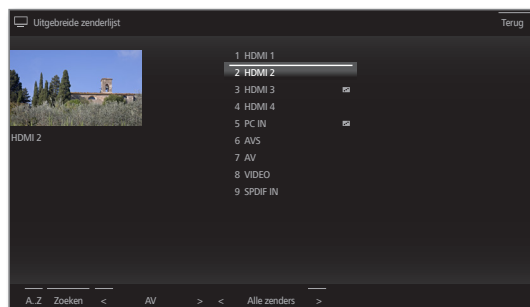 Uitgebreide zenderlijst Terug
1 HDMI 1
2 HDMI 2
3 HDMI 3
4 HDMI 4
5 PC IN
6 AVS
7 AV
8 VIDEO
9 SPDIF IN
HDMI 2
A..Z Zoeken < AV > < Alle zenders >